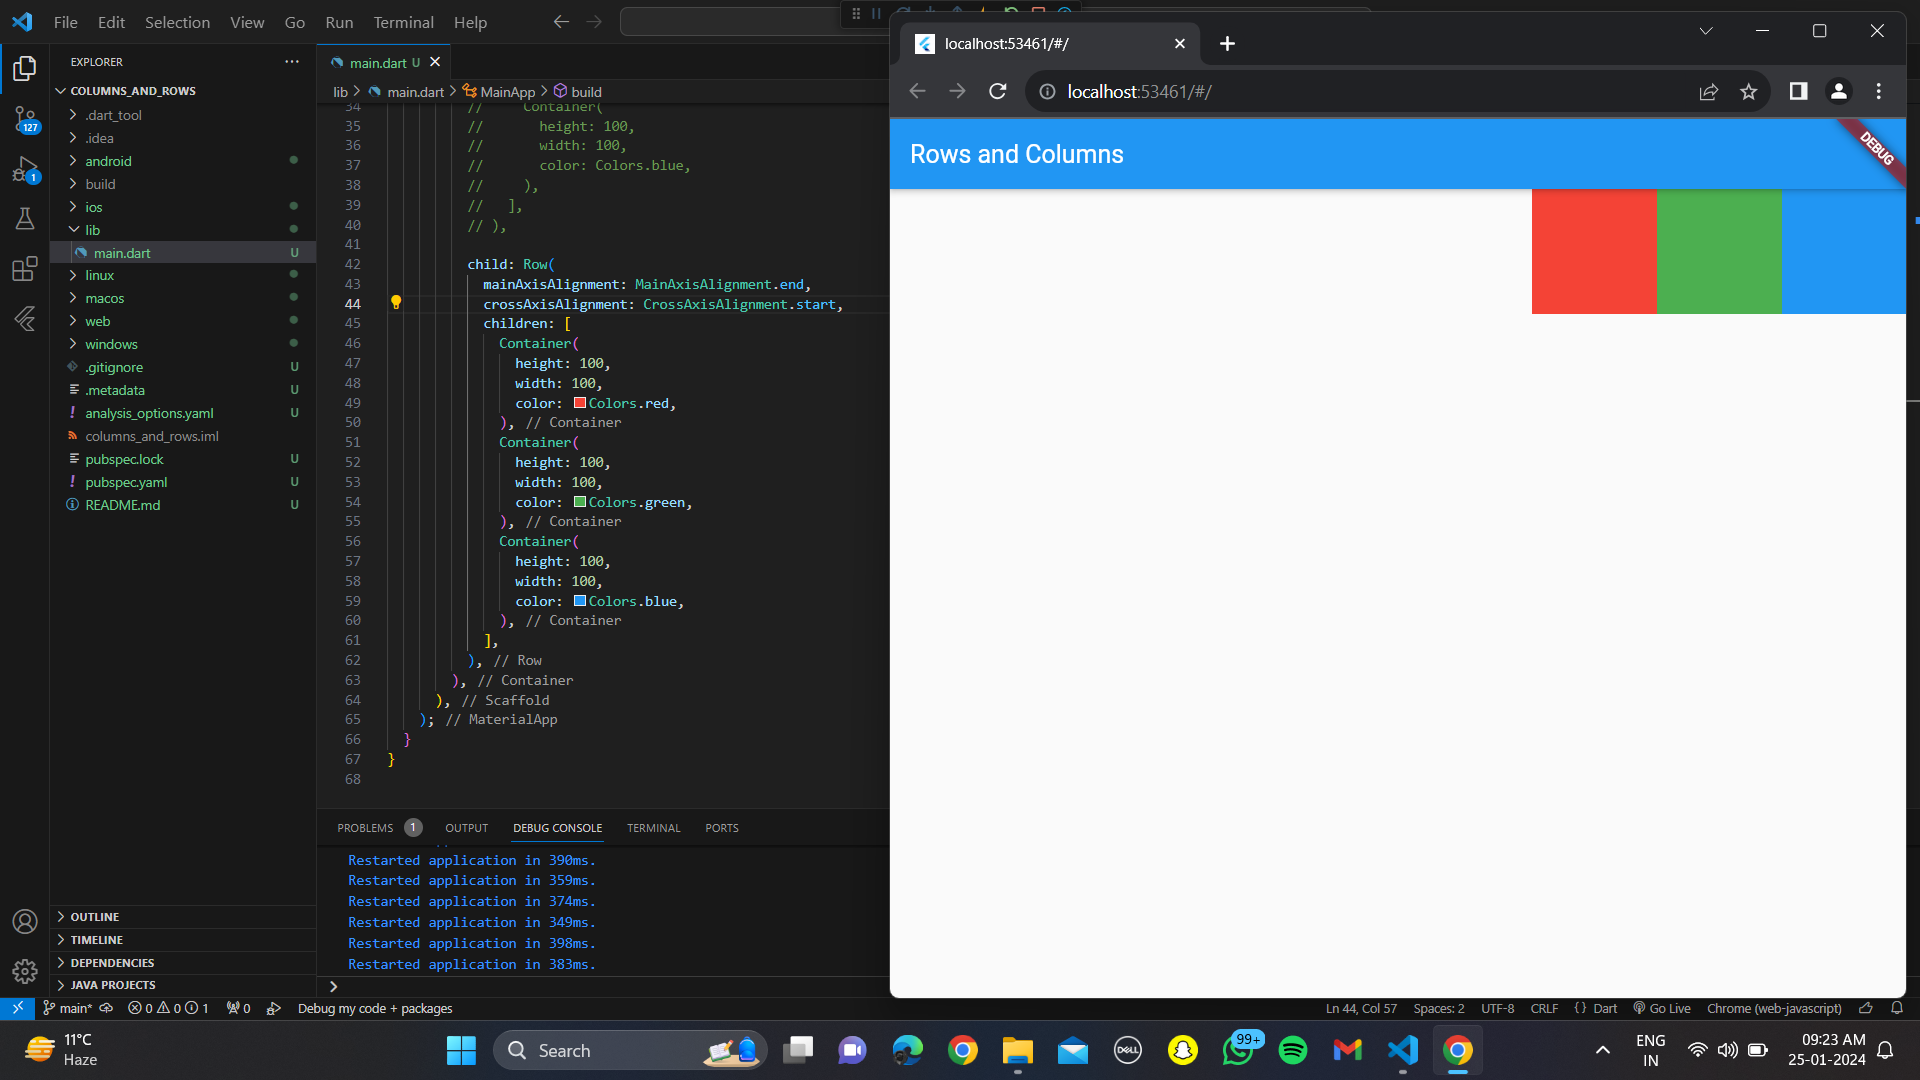 File Edit Selection View Go Run Terminal Help
EXPLORER
COLUMNS_AND_ROWS
.dart_tool
.idea
android
build
ios
lib
main.dart U
linux
macos
web
windows
.gitignore U
.metadata U
analysis_options.yaml U
columns_and_rows.iml
pubspec.lock U
pubspec.yaml U
README.md U
OUTLINE
TIMELINE
DEPENDENCIES
JAVA PROJECTS
127
1
main.dart U
lib > main.dart > MainApp > build
34 // Container(
35 // height: 100,
36 // width: 100,
37 // color: Colors.blue,
38 // ),
39 // ],
40 // ),
41
42 child: Row(
43 mainAxisAlignment: MainAxisAlignment.end,
44 crossAxisAlignment: CrossAxisAlignment.start,
45 children: [
46 Container(
47 height: 100,
48 width: 100,
49 color: Colors.red,
50 ), // Container
51 Container(
52 height: 100,
53 width: 100,
54 color: Colors.green,
55 ), // Container
56 Container(
57 height: 100,
58 width: 100,
59 color: Colors.blue,
60 ), // Container
61 ],
62 ), // Row
63 ), // Container
64 ), // Scaffold
65 ); // MaterialApp
66 }
67 }
68
PROBLEMS 1 OUTPUT DEBUG CONSOLE TERMINAL PORTS
Restarted application in 390ms.
Restarted application in 359ms.
Restarted application in 374ms.
Restarted application in 349ms.
Restarted application in 398ms.
Restarted application in 383ms.
>
localhost:53461/#/
localhost:53461/#/
Rows and Columns
DEBUG
main* 0 0 1 0 Debug my code + packages
Ln 44, Col 57 Spaces: 2 UTF-8 CRLF {} Dart Go Live Chrome (web-javascript)
11°C
Haze
Search
DELL
99+
ENG
IN
09:23 AM
25-01-2024